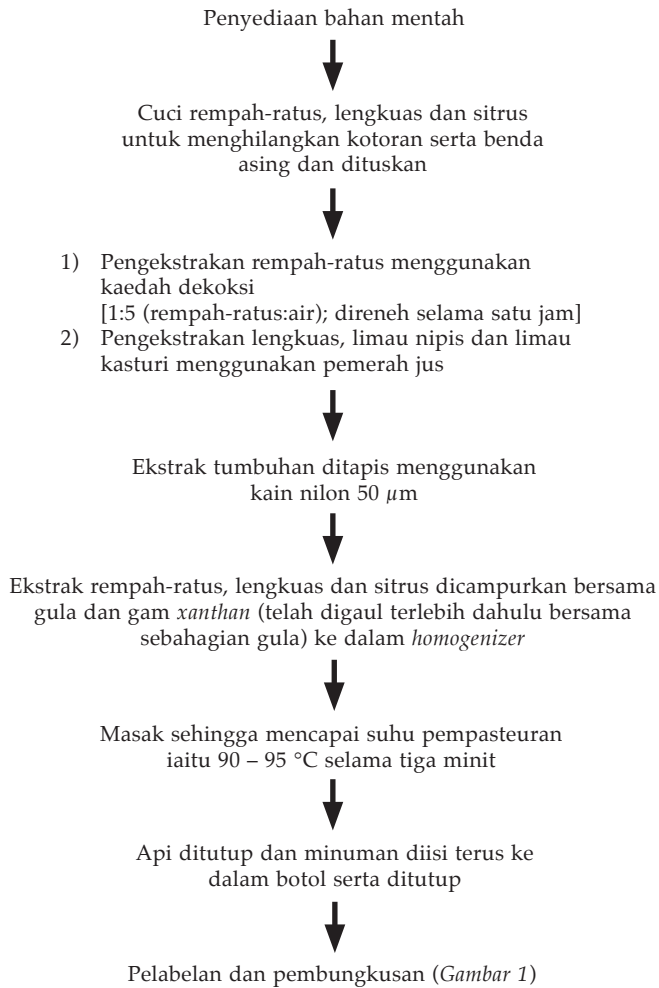 Penyediaan bahan mentah
Cuci rempah-ratus, lengkuas dan sitrus
untuk menghilangkan kotoran serta benda
asing dan dituskan
1) Pengekstrakan rempah-ratus menggunakan
kaedah dekoksi
[1:5 (rempah-ratus:air); direneh selama satu jam]
2) Pengekstrakan lengkuas, limau nipis dan limau
kasturi menggunakan pemerah jus
Ekstrak tumbuhan ditapis menggunakan
kain nilon 50 µm
Ekstrak rempah-ratus, lengkuas dan sitrus dicampurkan bersama
gula dan gam xanthan (telah digaul terlebih dahulu bersama
sebahagian gula) ke dalam homogenizer
Masak sehingga mencapai suhu pempasteuran
iaitu 90 – 95 °C selama tiga minit
Api ditutup dan minuman diisi terus ke
dalam botol serta ditutup
Pelabelan dan pembungkusan (Gambar 1)